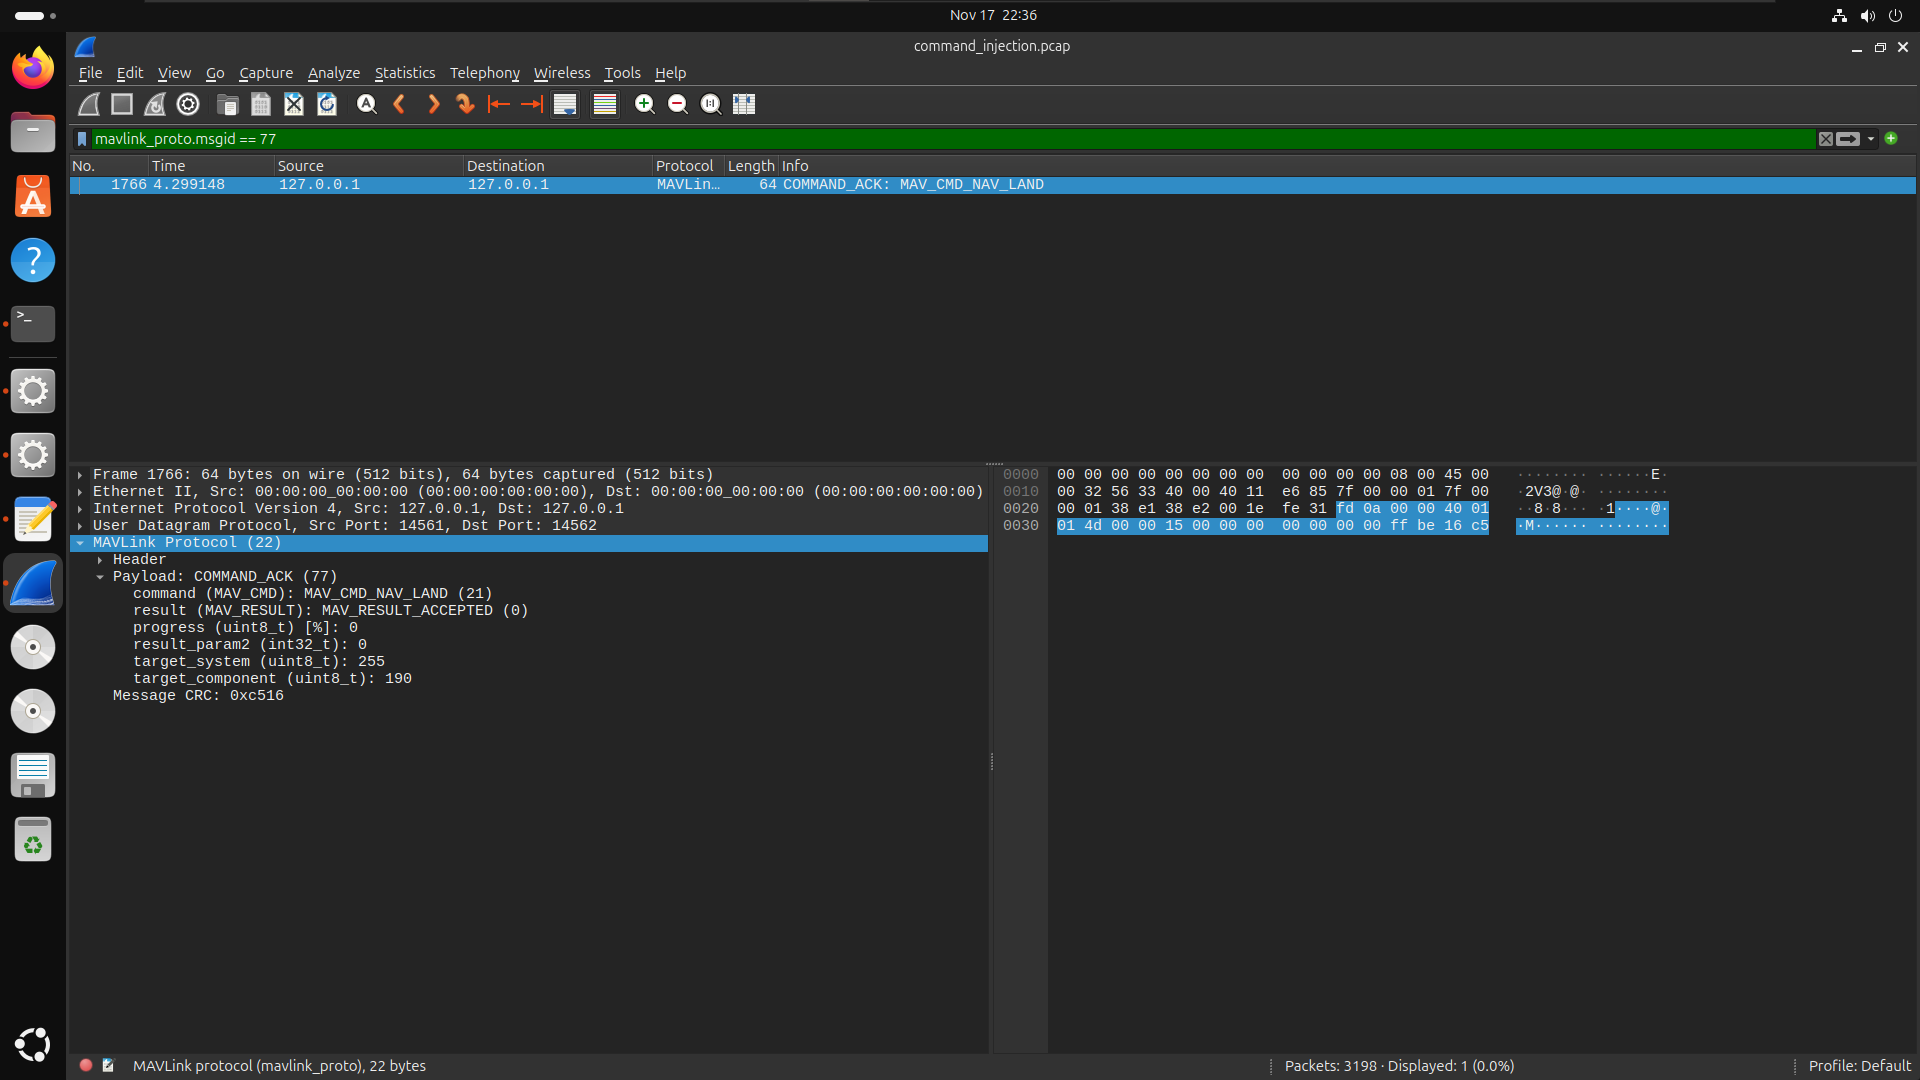 Nov 17 22:36
command_injection.pcap
File Edit View Go Capture Analyze Statistics Telephony Wireless Tools Help
mavlink_proto.msgid == 77
No. Time Source Destination Protocol Length Info
1766 4.299148 127.0.0.1 127.0.0.1 MAVLin… 64 COMMAND_ACK: MAV_CMD_NAV_LAND
Frame 1766: 64 bytes on wire (512 bits), 64 bytes captured (512 bits)
Ethernet II, Src: 00:00:00_00:00:00 (00:00:00:00:00:00), Dst: 00:00:00_00:00:00 (00:00:00:00:00:00)
Internet Protocol Version 4, Src: 127.0.0.1, Dst: 127.0.0.1
User Datagram Protocol, Src Port: 14561, Dst Port: 14562
MAVLink Protocol (22)
Header
Payload: COMMAND_ACK (77)
command (MAV_CMD): MAV_CMD_NAV_LAND (21)
result (MAV_RESULT): MAV_RESULT_ACCEPTED (0)
progress (uint8_t) [%]: 0
result_param2 (int32_t): 0
target_system (uint8_t): 255
target_component (uint8_t): 190
Message CRC: 0xc516
0000 00 00 00 00 00 00 00 00 00 00 00 00 08 00 45 00 ········ ······E·
0010 00 32 56 33 40 00 40 11 e6 85 7f 00 00 01 7f 00 ·2V3@·@· ········
0020 00 01 38 e1 38 e2 00 1e fe 31 fd 0a 00 00 40 01 ··8·8··· ·1····@·
0030 01 4d 00 00 15 00 00 00 00 00 00 00 ff be 16 c5 ·M······ ········
MAVLink protocol (mavlink_proto), 22 bytes
Packets: 3198 · Displayed: 1 (0.0%)
Profile: Default